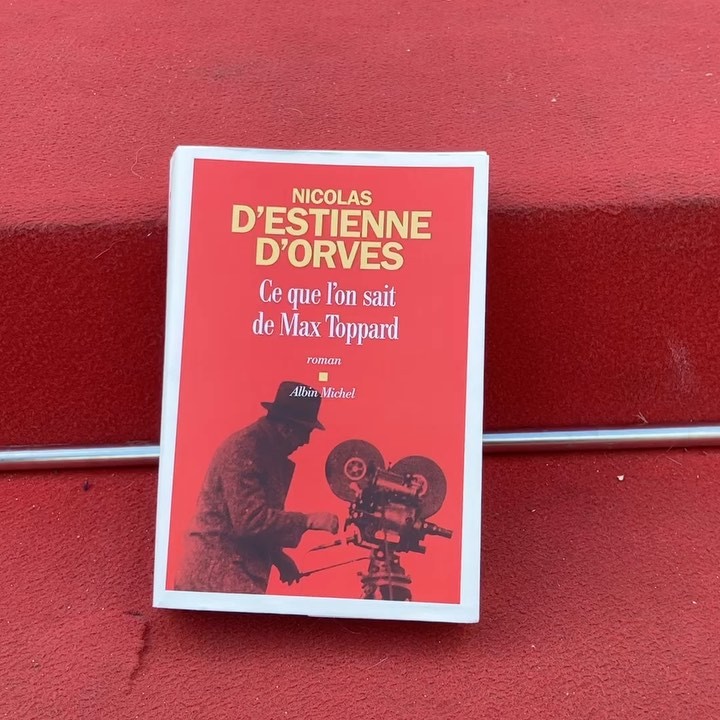 NICOLAS
D'ESTIENNE
D'ORVES
Ce que l'on sait
de Max Toppard
roman
Albin Michel